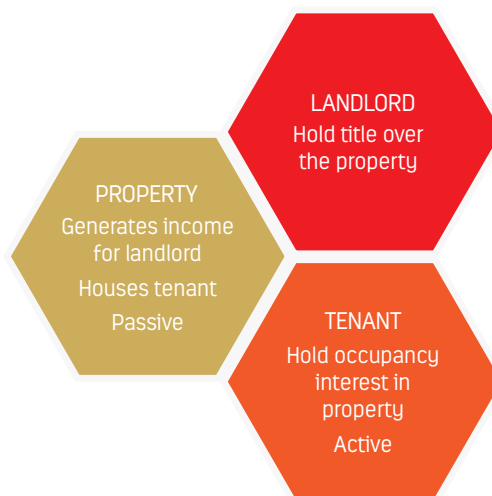 LANDLORD
Hold title over
the property
PROPERTY
Generates income
for landlord
Houses tenant
Passive
TENANT
Hold occupancy
interest in
property
Active